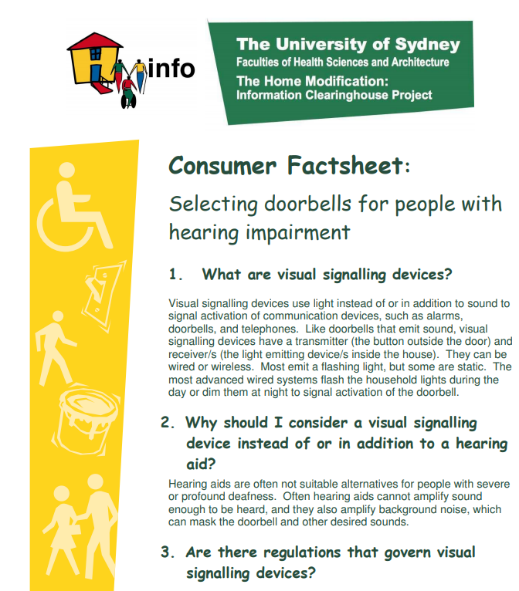 info
The University of Sydney
Faculties of Health Sciences and Architecture
The Home Modification:
Information Clearinghouse Project
Consumer Factsheet:
Selecting doorbells for people with
hearing impairment
1. What are visual signalling devices?
Visual signalling devices use light instead of or in addition to sound to
signal activation of communication devices, such as alarms,
doorbells, and telephones. Like doorbells that emit sound, visual
signalling devices have a transmitter (the button outside the door) and
receiver/s (the light emitting device/s inside the house). They can be
wired or wireless. Most emit a flashing light, but some are static. The
most advanced wired systems flash the household lights during the
day or dim them at night to signal activation of the doorbell.
2. Why should I consider a visual signalling
device instead of or in addition to a hearing
aid?
Hearing aids are often not suitable alternatives for people with severe
or profound deafness. Often hearing aids cannot amplify sound
enough to be heard, and they also amplify background noise, which
can mask the doorbell and other desired sounds.
3. Are there regulations that govern visual
signalling devices?